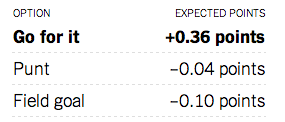 OPTION EXPECTED POINTS
Go for it +0.36 points
Punt –0.04 points
Field goal –0.10 points